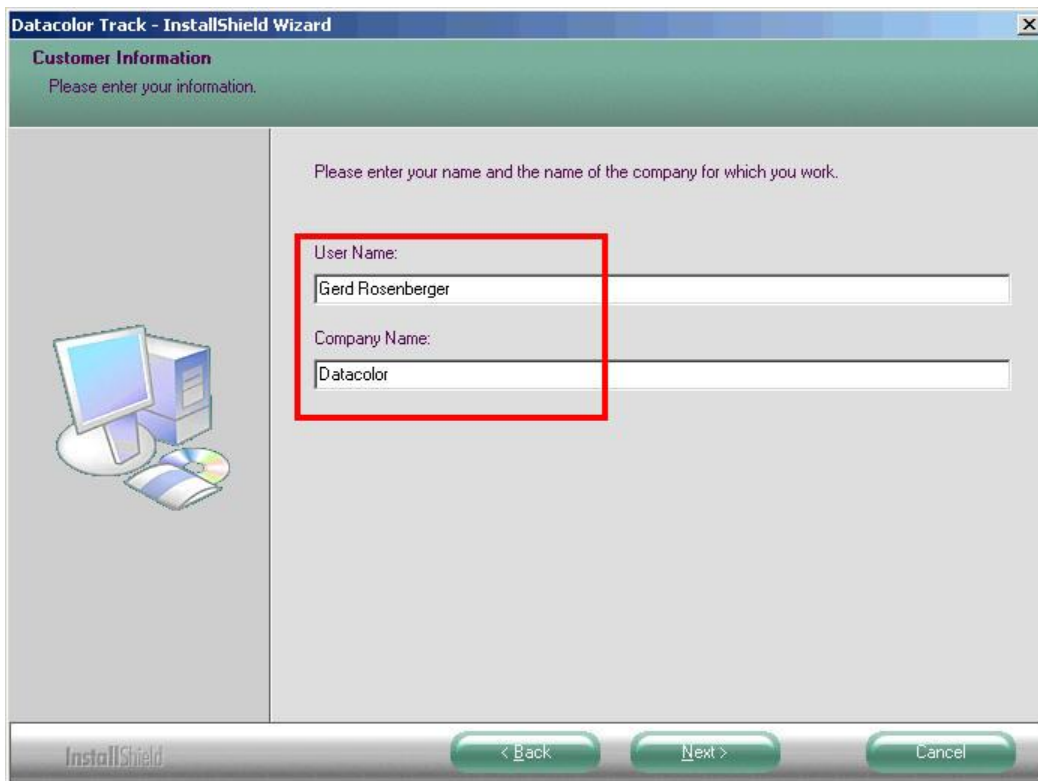 Datacolor Track - InstallShield Wizard
Customer Information
Please enter your information.
Please enter your name and the name of the company for which you work.
User Name:
Gerd Rosenberger
Company Name:
Datacolor
InstallShield
< Back
Next >
Cancel